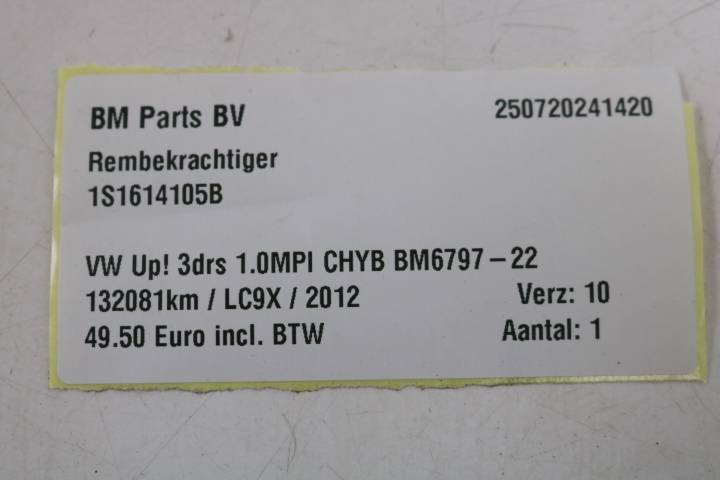 BM Parts BV 250720241420
Rembekrachtiger
1S1614105B
VW Up! 3drs 1.0MPI CHYB BM6797-22
132081km / LC9X / 2012 Verz: 10
49.50 Euro incl. BTW Aantal: 1